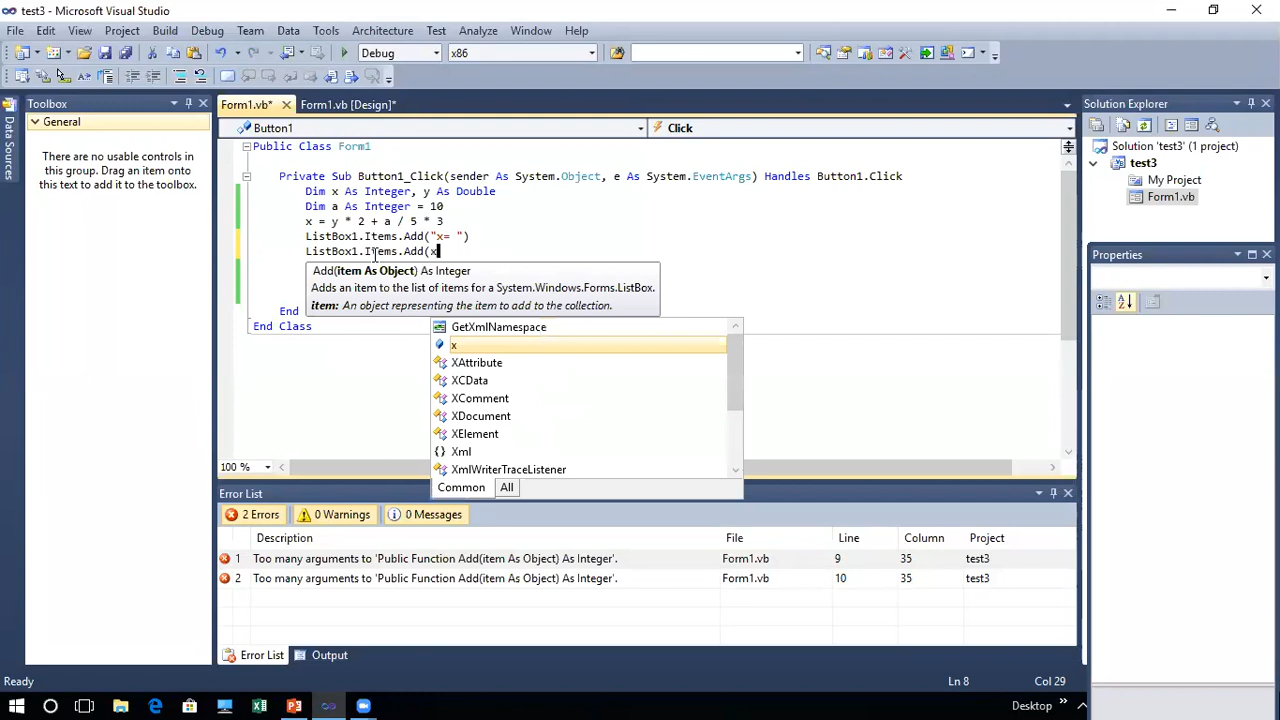 test3 - Microsoft Visual Studio
File Edit View Project Build Debug Team Data Tools Architecture Test Analyze Window Help
Debug x86
Toolbox
General
There are no usable controls in
this group. Drag an item onto
this text to add it to the toolbox.
Data Sources
Form1.vb* Form1.vb [Design]*
Button1 Click
Public Class Form1
Private Sub Button1_Click(sender As System.Object, e As System.EventArgs) Handles Button1.Click
Dim x As Integer, y As Double
Dim a As Integer = 10
x = y * 2 + a / 5 * 3
ListBox1.Items.Add("x= ")
ListBox1.Items.Add(x
Add(item As Object) As Integer
Adds an item to the list of items for a System.Windows.Forms.ListBox.
item: An object representing the item to add to the collection.
End
End Class
GetXmlNamespace
x
XAttribute
XCData
XComment
XDocument
XElement
Xml
XmlWriterTraceListener
Common All
100 %
Error List
2 Errors 0 Warnings 0 Messages
Description File Line Column Project
1 Too many arguments to 'Public Function Add(item As Object) As Integer'. Form1.vb 9 35 test3
2 Too many arguments to 'Public Function Add(item As Object) As Integer'. Form1.vb 10 35 test3
Error List Output
Solution Explorer
Solution 'test3' (1 project)
test3
My Project
Form1.vb
Properties
Ready Ln 8 Col 29
Desktop